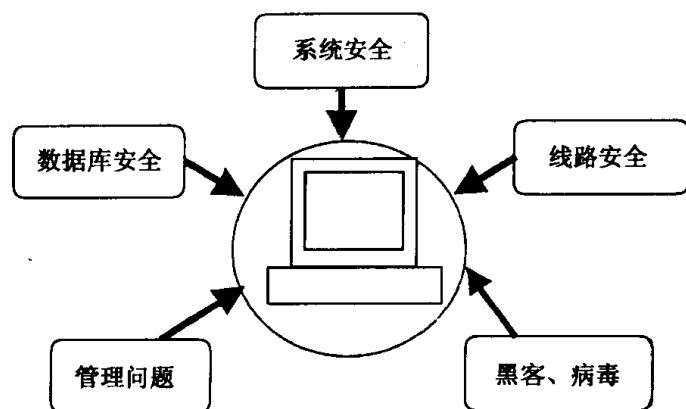 系统安全
数据库安全
线路安全
管理问题
黑客、病毒